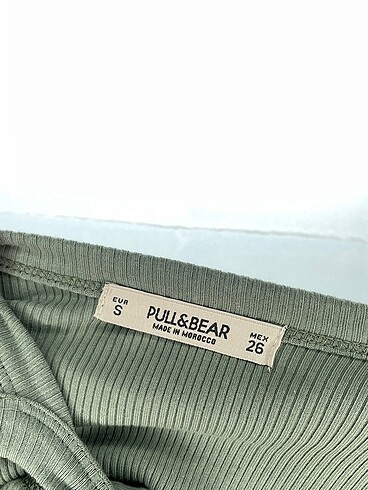 EUR
S
PULL&BEAR
MADE IN MOROCCO
MEX
26